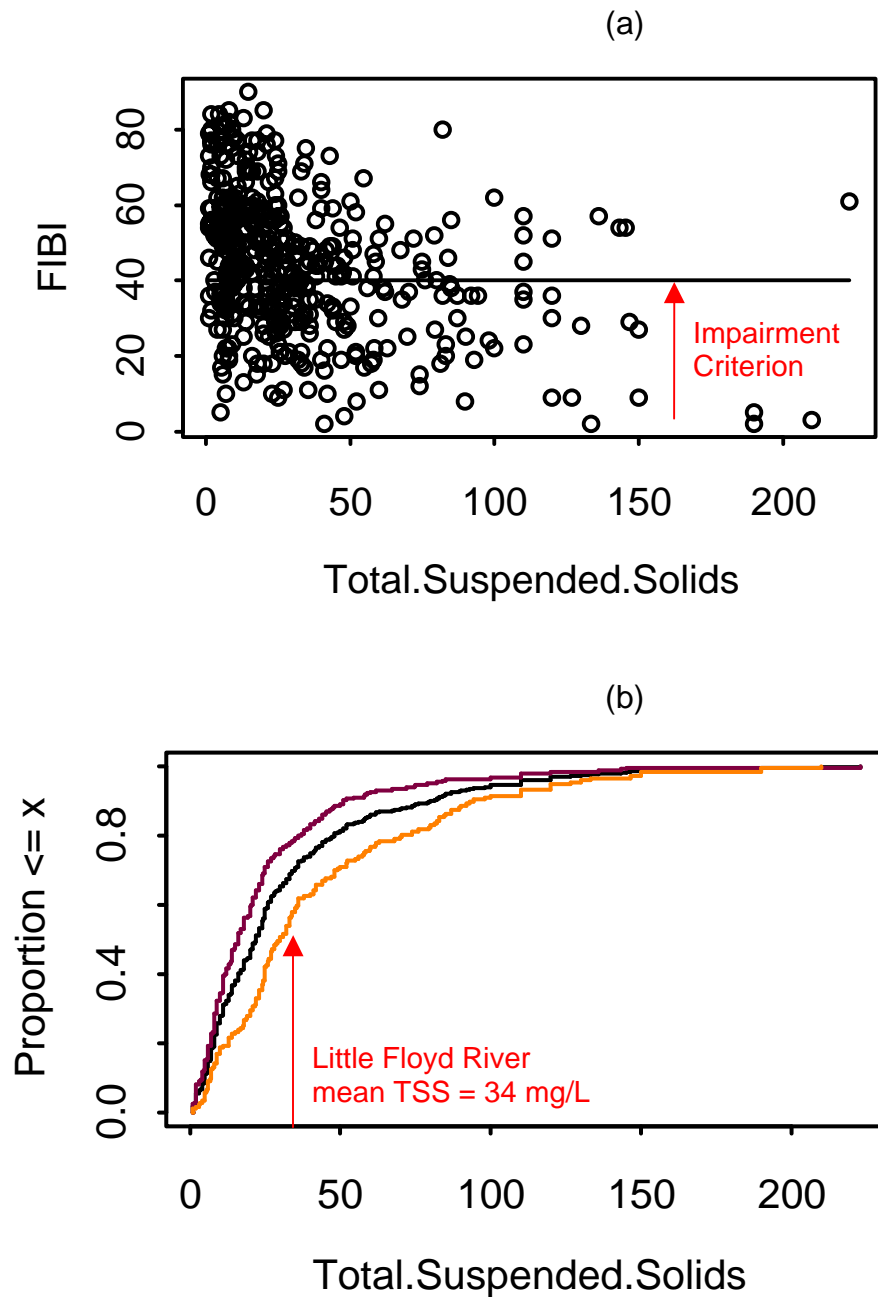 (a)
FIBI
80
60
40
20
0
Impairment
Criterion
0 50 100 150 200
Total.Suspended.Solids
(b)
Proportion <= x
0.8
0.4
0.0
Little Floyd River
mean TSS = 34 mg/L
0 50 100 150 200
Total.Suspended.Solids